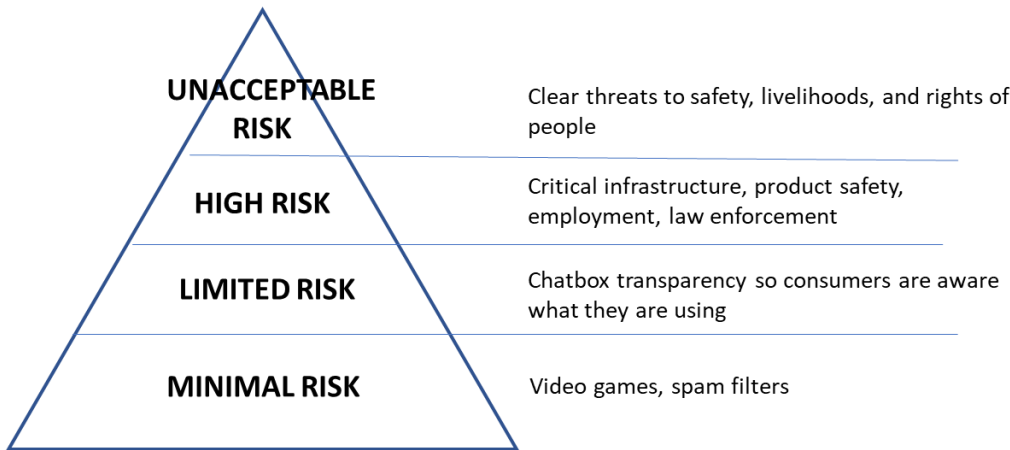 UNACCEPTABLE
RISK
Clear threats to safety, livelihoods, and rights of
people
HIGH RISK
Critical infrastructure, product safety,
employment, law enforcement
LIMITED RISK
Chatbox transparency so consumers are aware
what they are using
MINIMAL RISK
Video games, spam filters